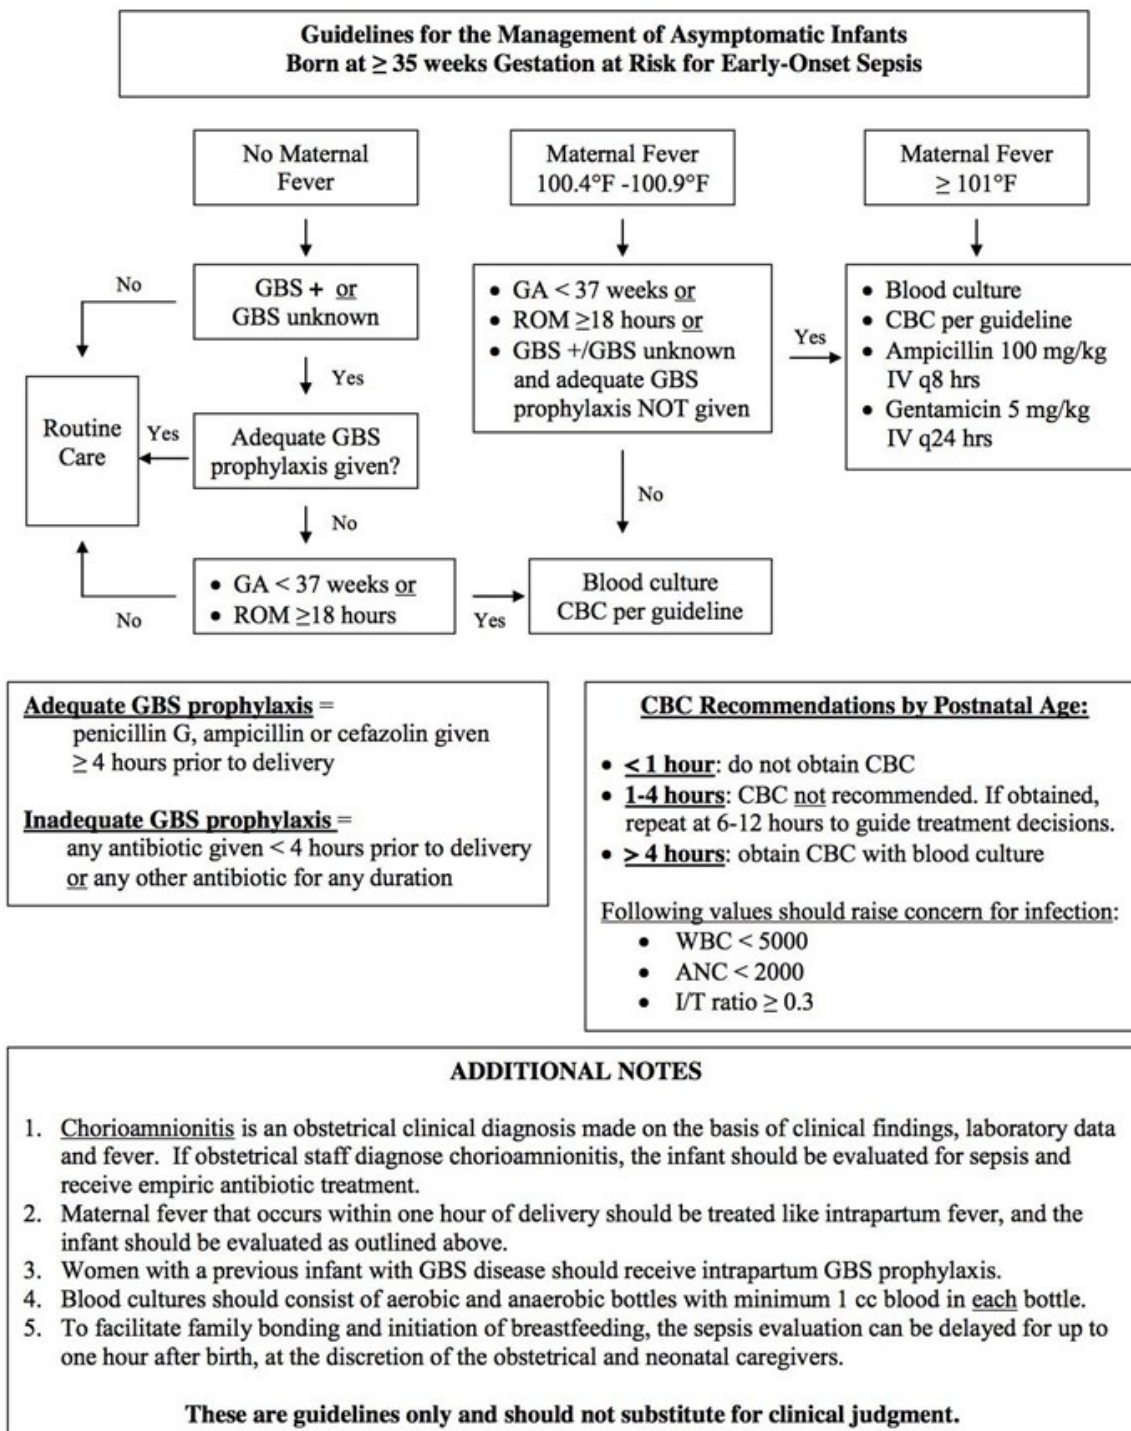 Guidelines for the Management of Asymptomatic Infants
Born at ≥ 35 weeks Gestation at Risk for Early-Onset Sepsis
No Maternal
Fever
Maternal Fever
100.4°F -100.9°F
Maternal Fever
≥ 101°F
No
GBS + or
GBS unknown
• GA < 37 weeks or
• ROM ≥18 hours or
• GBS +/GBS unknown
and adequate GBS
prophylaxis NOT given
Yes
• Blood culture
• CBC per guideline
• Ampicillin 100 mg/kg
IV q8 hrs
• Gentamicin 5 mg/kg
IV q24 hrs
Yes
Routine
Care
Yes
Adequate GBS
prophylaxis given?
No
No
• GA < 37 weeks or
• ROM ≥18 hours
No
Yes
Blood culture
CBC per guideline
Adequate GBS prophylaxis =
penicillin G, ampicillin or cefazolin given
≥ 4 hours prior to delivery
Inadequate GBS prophylaxis =
any antibiotic given < 4 hours prior to delivery
or any other antibiotic for any duration
CBC Recommendations by Postnatal Age:
• < 1 hour: do not obtain CBC
• 1-4 hours: CBC not recommended. If obtained,
repeat at 6-12 hours to guide treatment decisions.
• > 4 hours: obtain CBC with blood culture
Following values should raise concern for infection:
• WBC < 5000
• ANC < 2000
• I/T ratio ≥ 0.3
ADDITIONAL NOTES
1. Chorioamnionitis is an obstetrical clinical diagnosis made on the basis of clinical findings, laboratory data
and fever. If obstetrical staff diagnose chorioamnionitis, the infant should be evaluated for sepsis and
receive empiric antibiotic treatment.
2. Maternal fever that occurs within one hour of delivery should be treated like intrapartum fever, and the
infant should be evaluated as outlined above.
3. Women with a previous infant with GBS disease should receive intrapartum GBS prophylaxis.
4. Blood cultures should consist of aerobic and anaerobic bottles with minimum 1 cc blood in each bottle.
5. To facilitate family bonding and initiation of breastfeeding, the sepsis evaluation can be delayed for up to
one hour after birth, at the discretion of the obstetrical and neonatal caregivers.
These are guidelines only and should not substitute for clinical judgment.